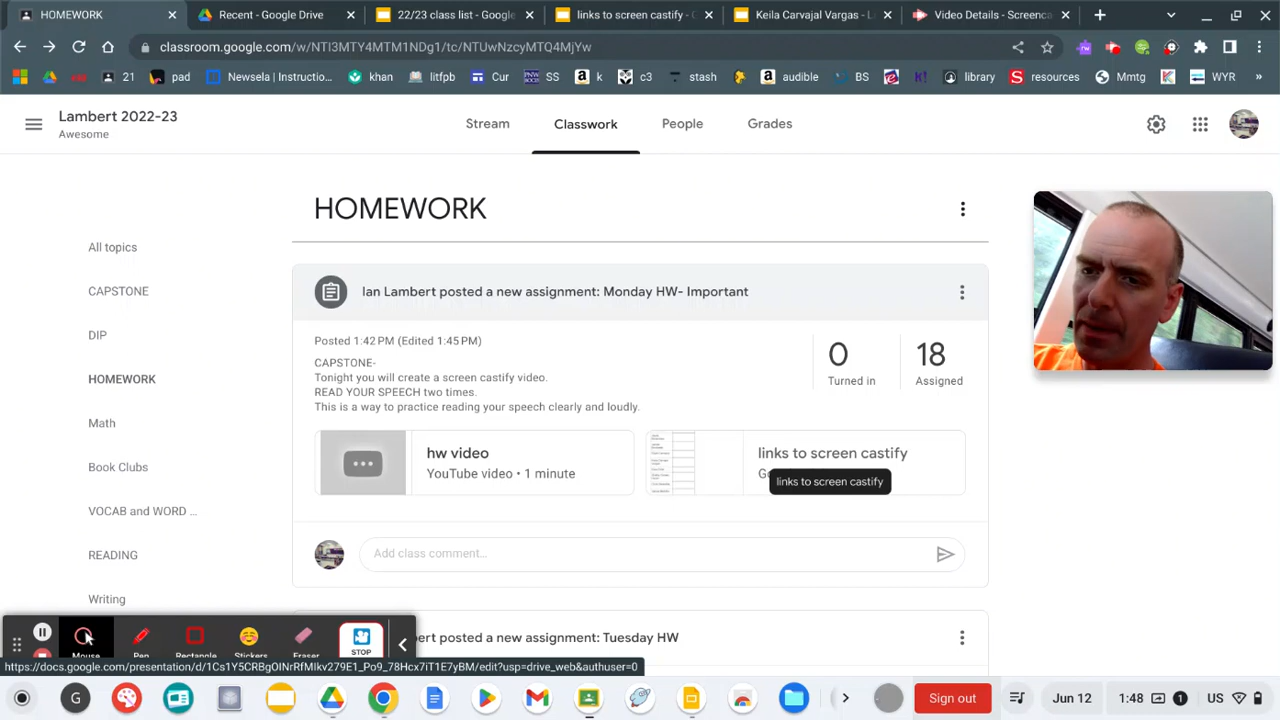 HOMEWORK
Recent - Google Drive
22/23 class list - Google
links to screen castify - G
Keila Carvajal Vargas - L
Video Details - Screenca
classroom.google.com/w/NTI3MTY4MTM1NDg1/tc/NTUwNzcyMTQ4MjYw
21
pad
Newsela | Instructio...
khan
litfpb
Cur
SS
k
c3
stash
audible
BS
library
resources
Mmtg
WYR
»
Lambert 2022-23
Awesome
Stream
Classwork
People
Grades
HOMEWORK
All topics
CAPSTONE
DIP
HOMEWORK
Math
Book Clubs
VOCAB and WORD ...
READING
Writing
Ian Lambert posted a new assignment: Monday HW- Important
Posted 1:42 PM (Edited 1:45 PM)
CAPSTONE-
Tonight you will create a screen castify video.
READ YOUR SPEECH two times.
This is a way to practice reading your speech clearly and loudly.
0
Turned in
18
Assigned
hw video
YouTube video • 1 minute
links to screen castify
links to screen castify
Add class comment...
bert posted a new assignment: Tuesday HW
Mouse
Pen
Rectangle
Stickers
Eraser
STOP
https://docs.google.com/presentation/d/1Cs1Y5CRBgOlNrRfMIkv279E1_Po9_78Hcx7iT1E7yBM/edit?usp=drive_web&authuser=0
G
Sign out
Jun 12
1:48
1
US